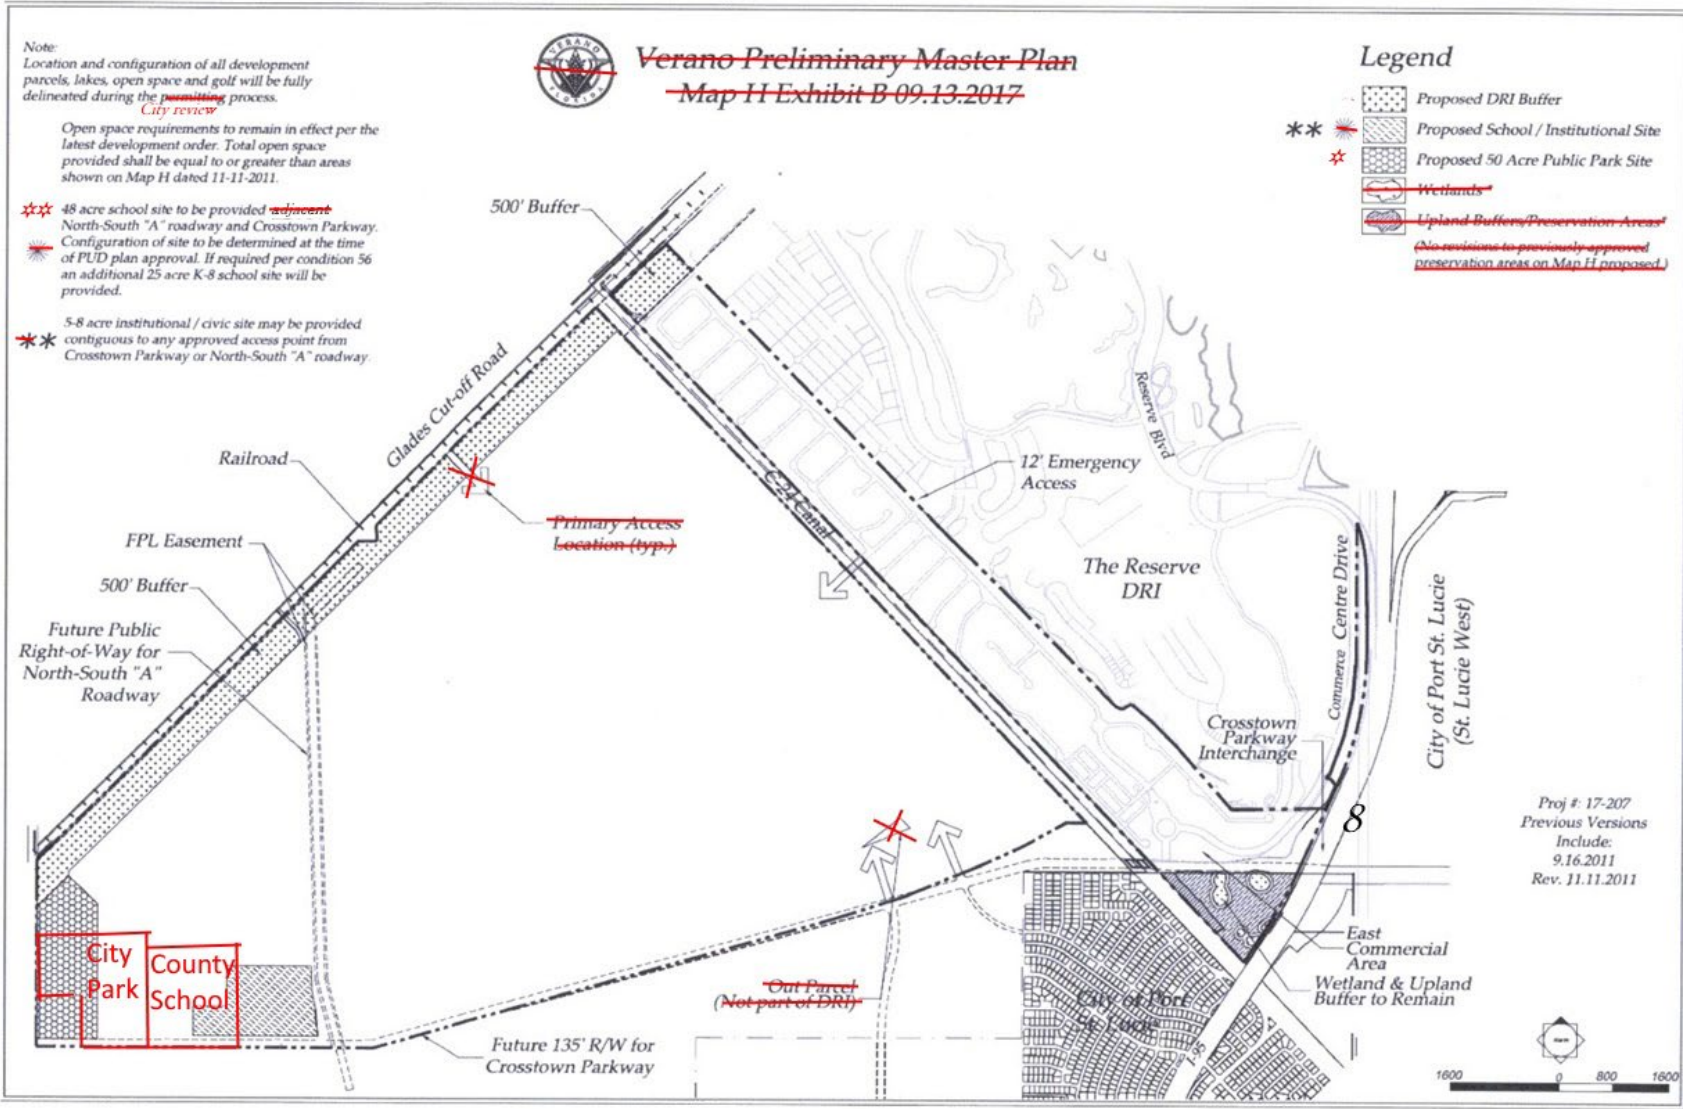 Note:
Location and configuration of all development
parcels, lakes, open space and golf will be fully
delineated during the permitting process.
City review
Open space requirements to remain in effect per the
latest development order. Total open space
provided shall be equal to or greater than areas
shown on Map H dated 11-11-2011.
48 acre school site to be provided adjacent
North-South "A" roadway and Crosstown Parkway.
Configuration of site to be determined at the time
of PUD plan approval. If required per condition 56
an additional 25 acre K-8 school site will be
provided.
** 5-8 acre institutional / civic site may be provided
contiguous to any approved access point from
Crosstown Parkway or North-South "A" roadway.
VERANO
FLORIDA
Verano Preliminary Master Plan
Map H Exhibit B 09.13.2017
Legend
Proposed DRI Buffer
** Proposed School / Institutional Site
Proposed 50 Acre Public Park Site
Wetlands*
Upland Buffers/Preservation Areas*
(No revisions to previously approved
preservation areas on Map H proposed.)
500' Buffer
Glades Cut-off Road
Railroad
FPL Easement
500' Buffer
Future Public
Right-of-Way for
North-South "A"
Roadway
Primary Access
Location (typ.)
C-24 Canal
12' Emergency
Access
Reserve Blvd
The Reserve
DRI
Commerce Centre Drive
City of Port St. Lucie
(St. Lucie West)
Crosstown
Parkway
Interchange
8
Proj #: 17-207
Previous Versions
Include:
9.16.2011
Rev. 11.11.2011
East
Commercial
Area
Wetland & Upland
Buffer to Remain
City of Port
St. Lucie
I-95
Out Parcel
(Not part of DRI)
Future 135' R/W for
Crosstown Parkway
City
Park
County
School
1600 0 800 1600